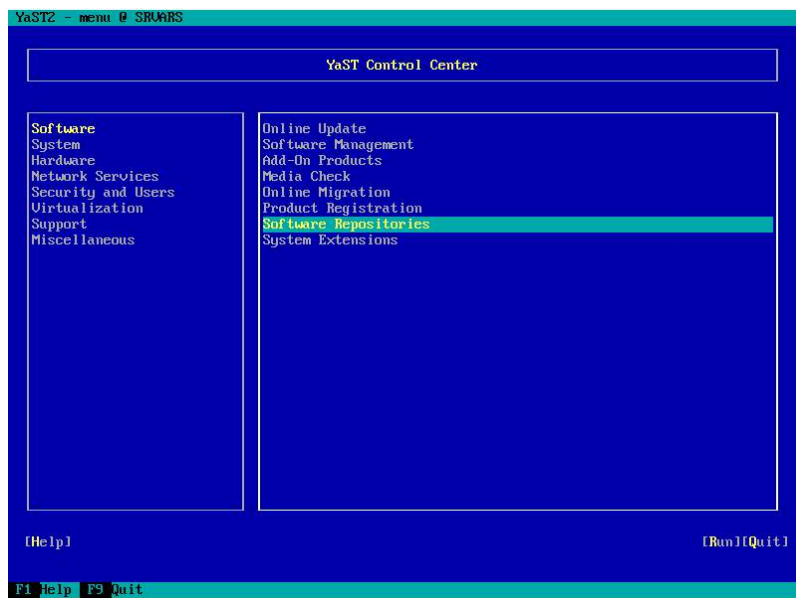 YaST2 - menu @ SRVARS
YaST Control Center
Software
System
Hardware
Network Services
Security and Users
Virtualization
Support
Miscellaneous
Online Update
Software Management
Add-On Products
Media Check
Online Migration
Product Registration
Software Repositories
System Extensions
[Help]
[Run][Quit]
F1 Help F9 Quit